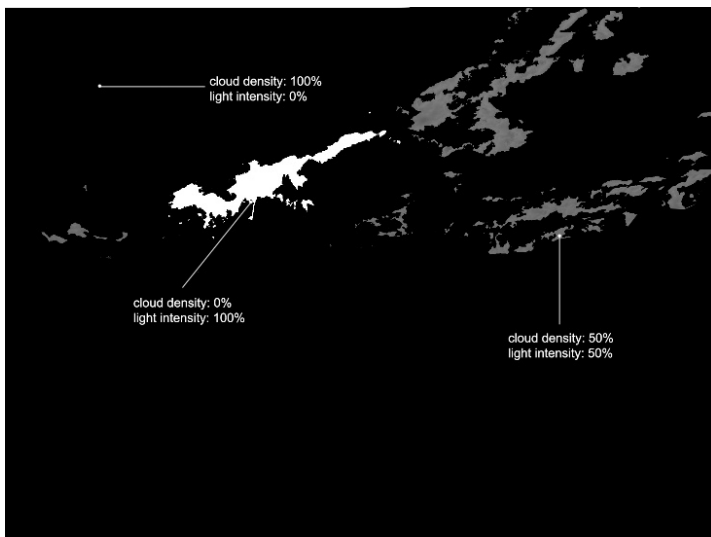 cloud density: 100%
light intensity: 0%
cloud density: 0%
light intensity: 100%
cloud density: 50%
light intensity: 50%